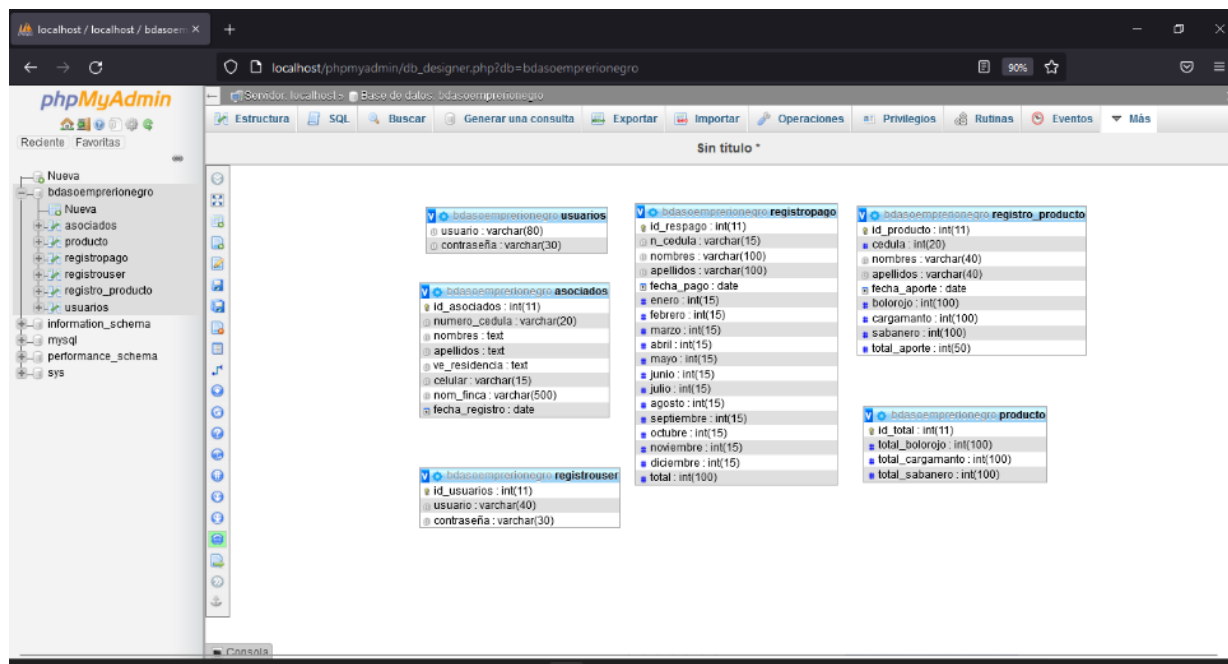 localhost / localhost / bdasoem
localhost/phpmyadmin/db_designer.php?db=bdasoemprerionegro
90%
phpMyAdmin
Reciente Favoritas
Nueva
bdasoemprerionegro
Nueva
asociados
producto
registropago
registrouser
registro_producto
usuarios
information_schema
mysql
performance_schema
sys
Servidor: localhost » Base de datos: bdasoemprerionegro
Estructura SQL Buscar Generar una consulta Exportar Importar Operaciones Privilegios Rutinas Eventos Más
Sin título *
bdasoemprerionegro usuarios
usuario : varchar(80)
contraseña : varchar(30)
bdasoemprerionegro asociados
id_asociados : int(11)
numero_cedula : varchar(20)
nombres : text
apellidos : text
ve_residencia : text
celular : varchar(15)
nom_finca : varchar(500)
fecha_registro : date
bdasoemprerionegro registrouser
id_usuarios : int(11)
usuario : varchar(40)
contraseña : varchar(30)
bdasoemprerionegro registropago
id_respago : int(11)
n_cedula : varchar(15)
nombres : varchar(100)
apellidos : varchar(100)
fecha_pago : date
enero : int(15)
febrero : int(15)
marzo : int(15)
abril : int(15)
mayo : int(15)
junio : int(15)
julio : int(15)
agosto : int(15)
septiembre : int(15)
octubre : int(15)
noviembre : int(15)
diciembre : int(15)
total : int(100)
bdasoemprerionegro registro_producto
id_producto : int(11)
cedula : int(20)
nombres : varchar(40)
apellidos : varchar(40)
fecha_aporte : date
bolorojo : int(100)
cargamanto : int(100)
sabanero : int(100)
total_aporte : int(50)
bdasoemprerionegro producto
id_total : int(11)
total_bolorojo : int(100)
total_cargamanto : int(100)
total_sabanero : int(100)
Consola